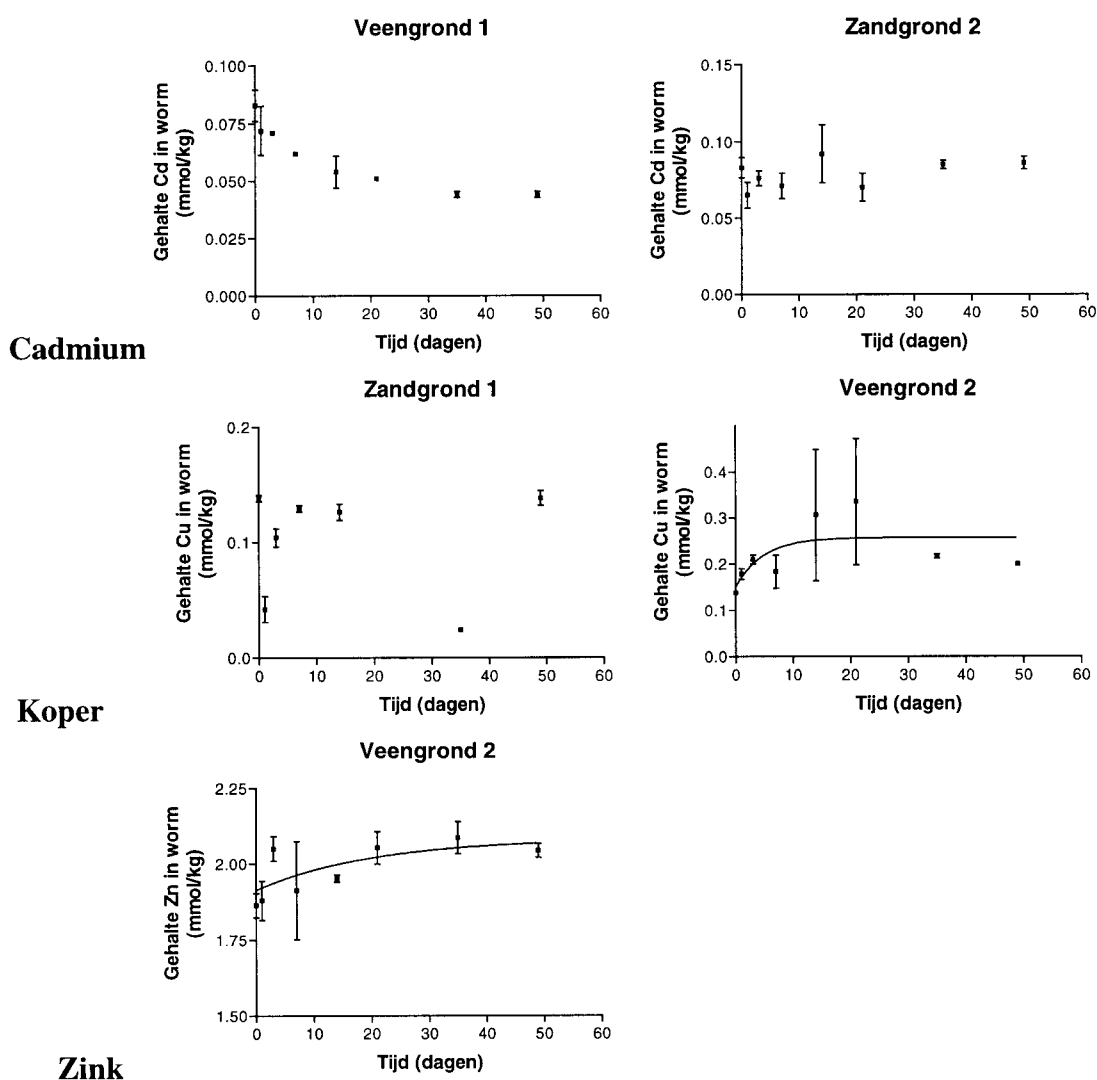 Veengrond 1
Gehalte Cd in worm
(mmol/kg)
0.100
0.075
0.050
0.025
0.000
0 10 20 30 40 50 60
Tijd (dagen)
Zandgrond 2
Gehalte Cd in worm
(mmol/kg)
0.15
0.10
0.05
0.00
0 10 20 30 40 50 60
Tijd (dagen)
Cadmium
Zandgrond 1
Gehalte Cu in worm
(mmol/kg)
0.2
0.1
0.0
0 10 20 30 40 50 60
Tijd (dagen)
Veengrond 2
Gehalte Cu in worm
(mmol/kg)
0.4
0.3
0.2
0.1
0.0
0 10 20 30 40 50 60
Tijd (dagen)
Koper
Veengrond 2
Gehalte Zn in worm
(mmol/kg)
2.25
2.00
1.75
1.50
0 10 20 30 40 50 60
Tijd (dagen)
Zink